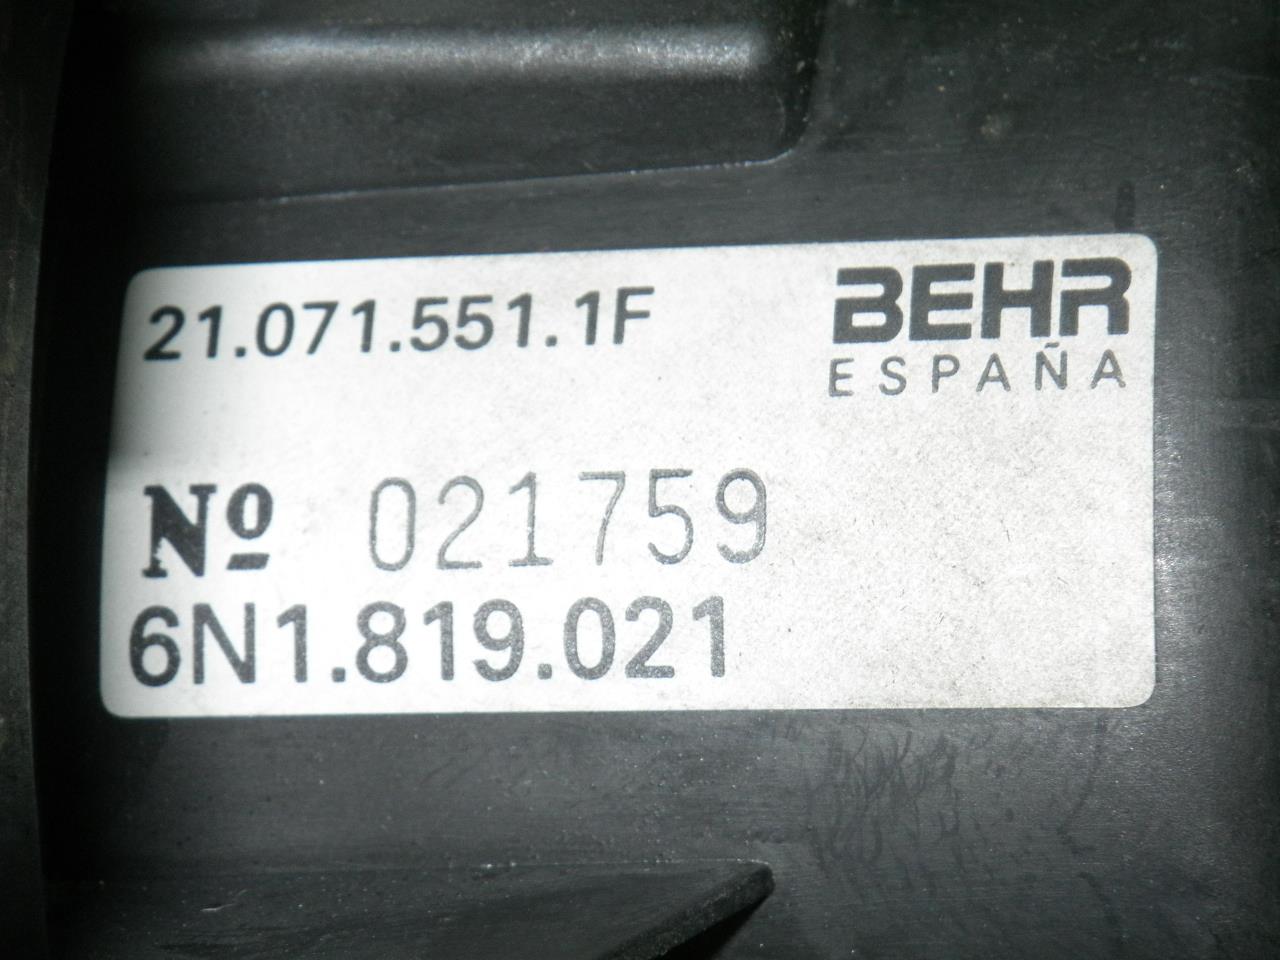 21.071.551.1F
BEHR
ESPAÑA
Nº 021759
6N1.819.021